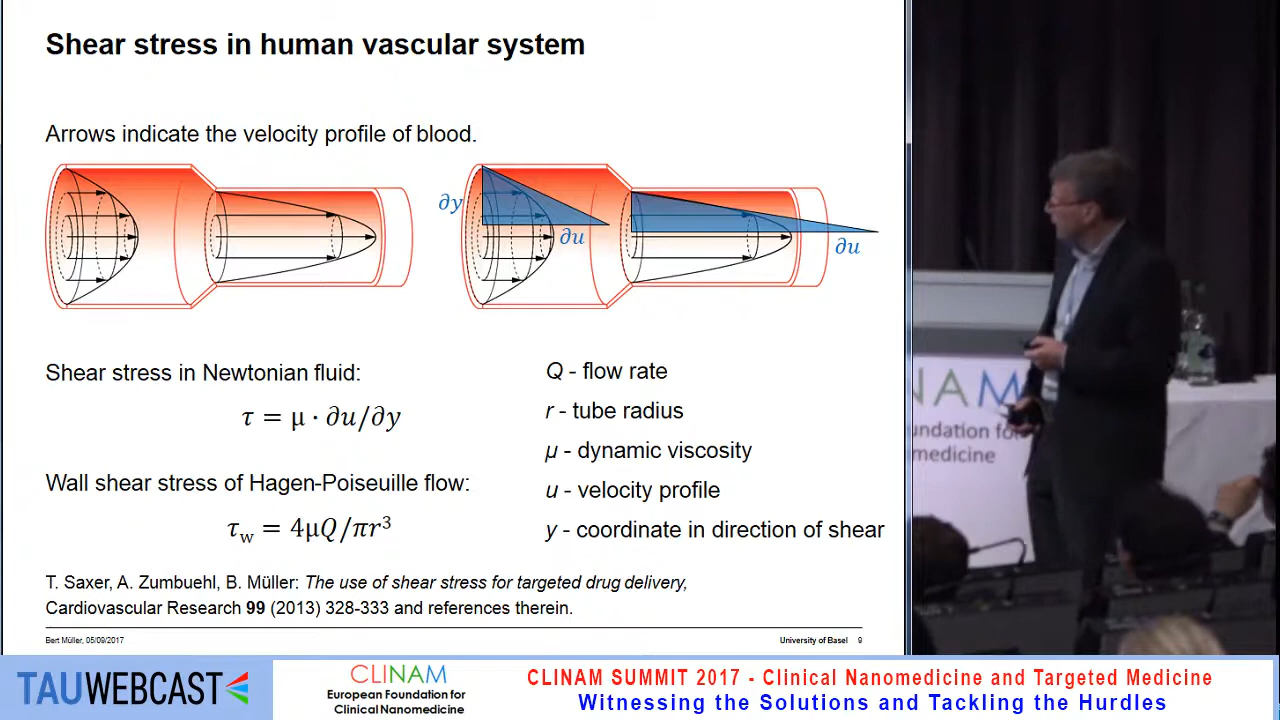 Shear stress in human vascular system
Arrows indicate the velocity profile of blood.
∂y
∂u
∂u
Shear stress in Newtonian fluid:
τ = μ · ∂u/∂y
Wall shear stress of Hagen-Poiseuille flow:
τw = 4μQ/πr³
Q - flow rate
r - tube radius
μ - dynamic viscosity
u - velocity profile
y - coordinate in direction of shear
T. Saxer, A. Zumbuehl, B. Müller: The use of shear stress for targeted drug delivery,
Cardiovascular Research 99 (2013) 328-333 and references therein.
Bert Müller, 05/09/2017
University of Basel 9
NAM
undation fo
medicine
TAUWEBCAST
CLINAM
European Foundation for
Clinical Nanomedicine
CLINAM SUMMIT 2017 - Clinical Nanomedicine and Targeted Medicine
Witnessing the Solutions and Tackling the Hurdles